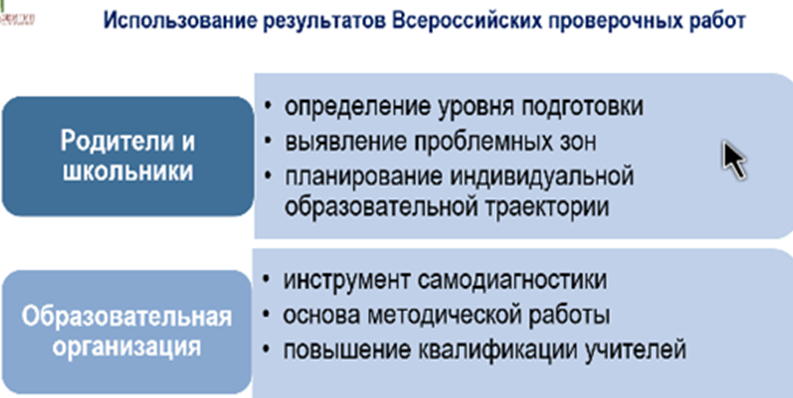 Использование результатов Всероссийских проверочных работ
Родители и
школьники
• определение уровня подготовки
• выявление проблемных зон
• планирование индивидуальной
образовательной траектории
Образовательная
организация
• инструмент самодиагностики
• основа методической работы
• повышение квалификации учителей